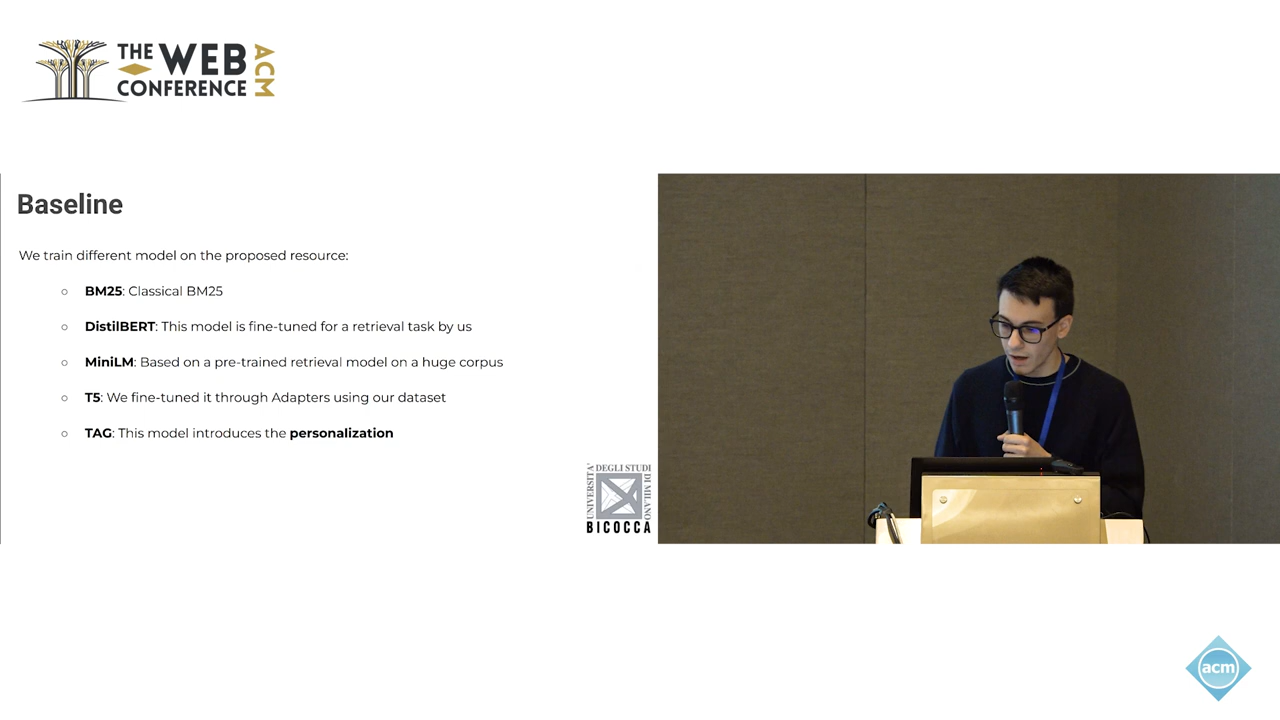 THE WEB
CONFERENCE
ACM
Baseline
We train different model on the proposed resource:
○ BM25: Classical BM25
○ DistilBERT: This model is fine-tuned for a retrieval task by us
○ MiniLM: Based on a pre-trained retrieval model on a huge corpus
○ T5: We fine-tuned it through Adapters using our dataset
○ TAG: This model introduces the personalization
UNIVERSITA' DEGLI STUDI DI MILANO
BICOCCA
acm